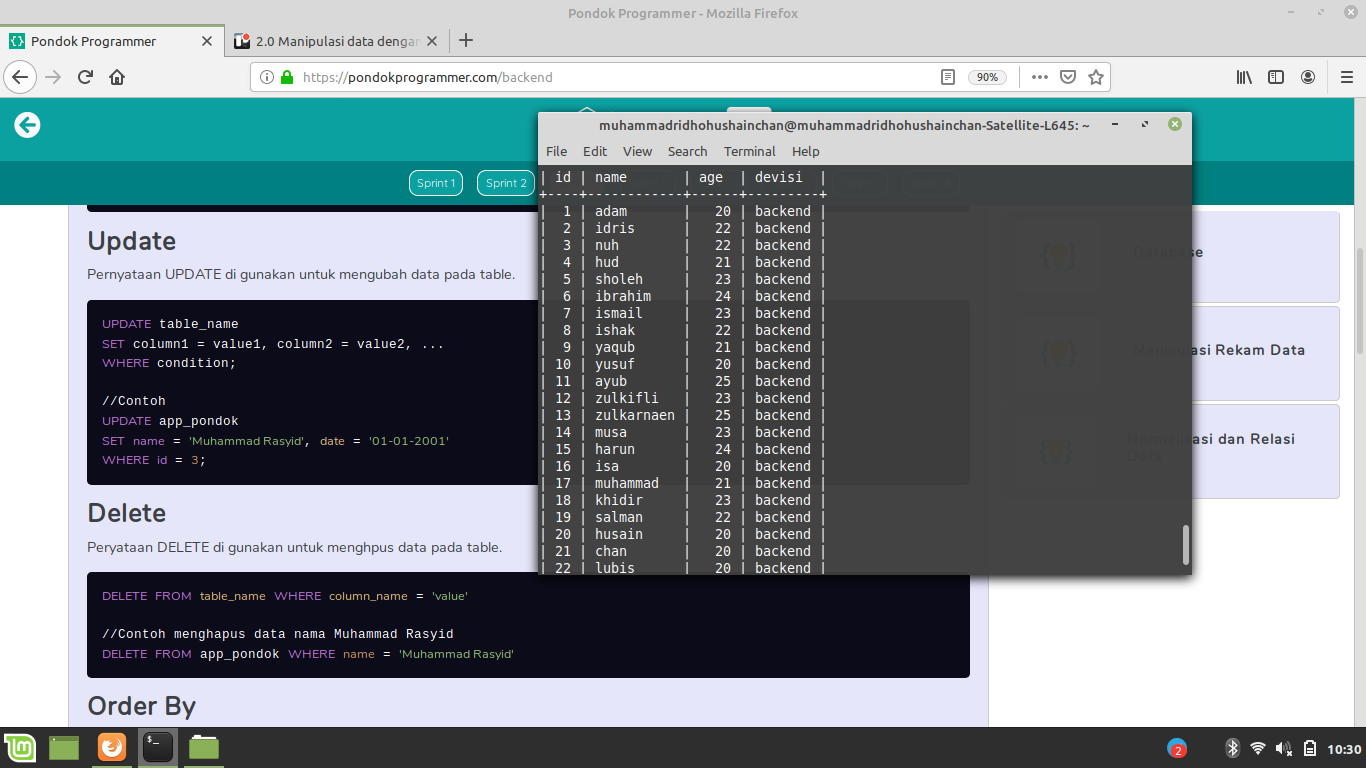 Pondok Programmer - Mozilla Firefox
Pondok Programmer
2.0 Manipulasi data dengan
https://pondokprogrammer.com/backend
90%
Sprint 1
Sprint 2
Update
Pernyataan UPDATE di gunakan untuk mengubah data pada table.
UPDATE table_name
SET column1 = value1, column2 = value2, ...
WHERE condition;
//Contoh
UPDATE app_pondok
SET name = 'Muhammad Rasyid', date = '01-01-2001'
WHERE id = 3;
Delete
Peryataan DELETE di gunakan untuk menghpus data pada table.
DELETE FROM table_name WHERE column_name = 'value'
//Contoh menghapus data nama Muhammad Rasyid
DELETE FROM app_pondok WHERE name = 'Muhammad Rasyid'
Order By
muhammadridhohushainchan@muhammadridhohushainchan-Satellite-L645: ~
File Edit View Search Terminal Help
| id | name       | age  | devisi  |
+----+------------+------+---------+
|  1 | adam       |   20 | backend |
|  2 | idris      |   22 | backend |
|  3 | nuh        |   22 | backend |
|  4 | hud        |   21 | backend |
|  5 | sholeh     |   23 | backend |
|  6 | ibrahim    |   24 | backend |
|  7 | ismail     |   23 | backend |
|  8 | ishak      |   22 | backend |
|  9 | yaqub      |   21 | backend |
| 10 | yusuf      |   20 | backend |
| 11 | ayub       |   25 | backend |
| 12 | zulkifli   |   23 | backend |
| 13 | zulkarnaen |   25 | backend |
| 14 | musa       |   23 | backend |
| 15 | harun      |   24 | backend |
| 16 | isa        |   20 | backend |
| 17 | muhammad   |   21 | backend |
| 18 | khidir     |   23 | backend |
| 19 | salman     |   22 | backend |
| 20 | husain     |   20 | backend |
| 21 | chan       |   20 | backend |
| 22 | lubis      |   20 | backend |
Database
Manipulasi Rekam Data
Normalisasi dan Relasi
Data
2
10:30